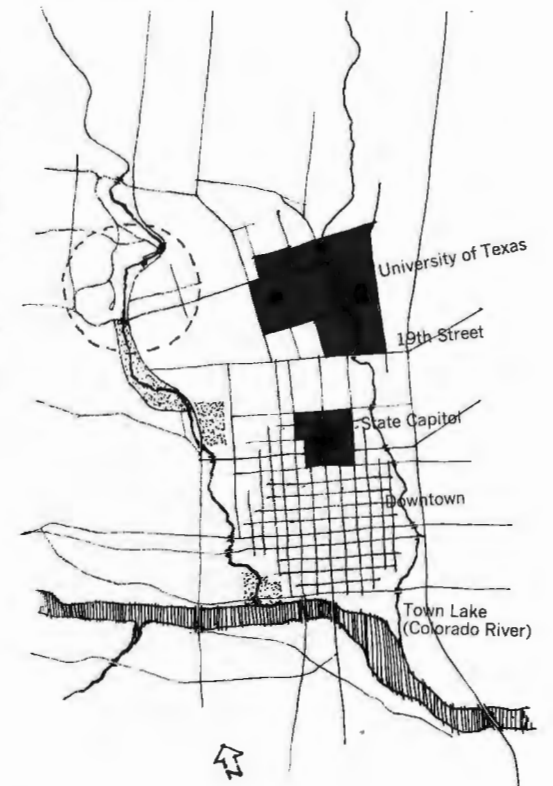 University of Texas
19th Street
State Capitol
Downtown
Town Lake
(Colorado River)
N